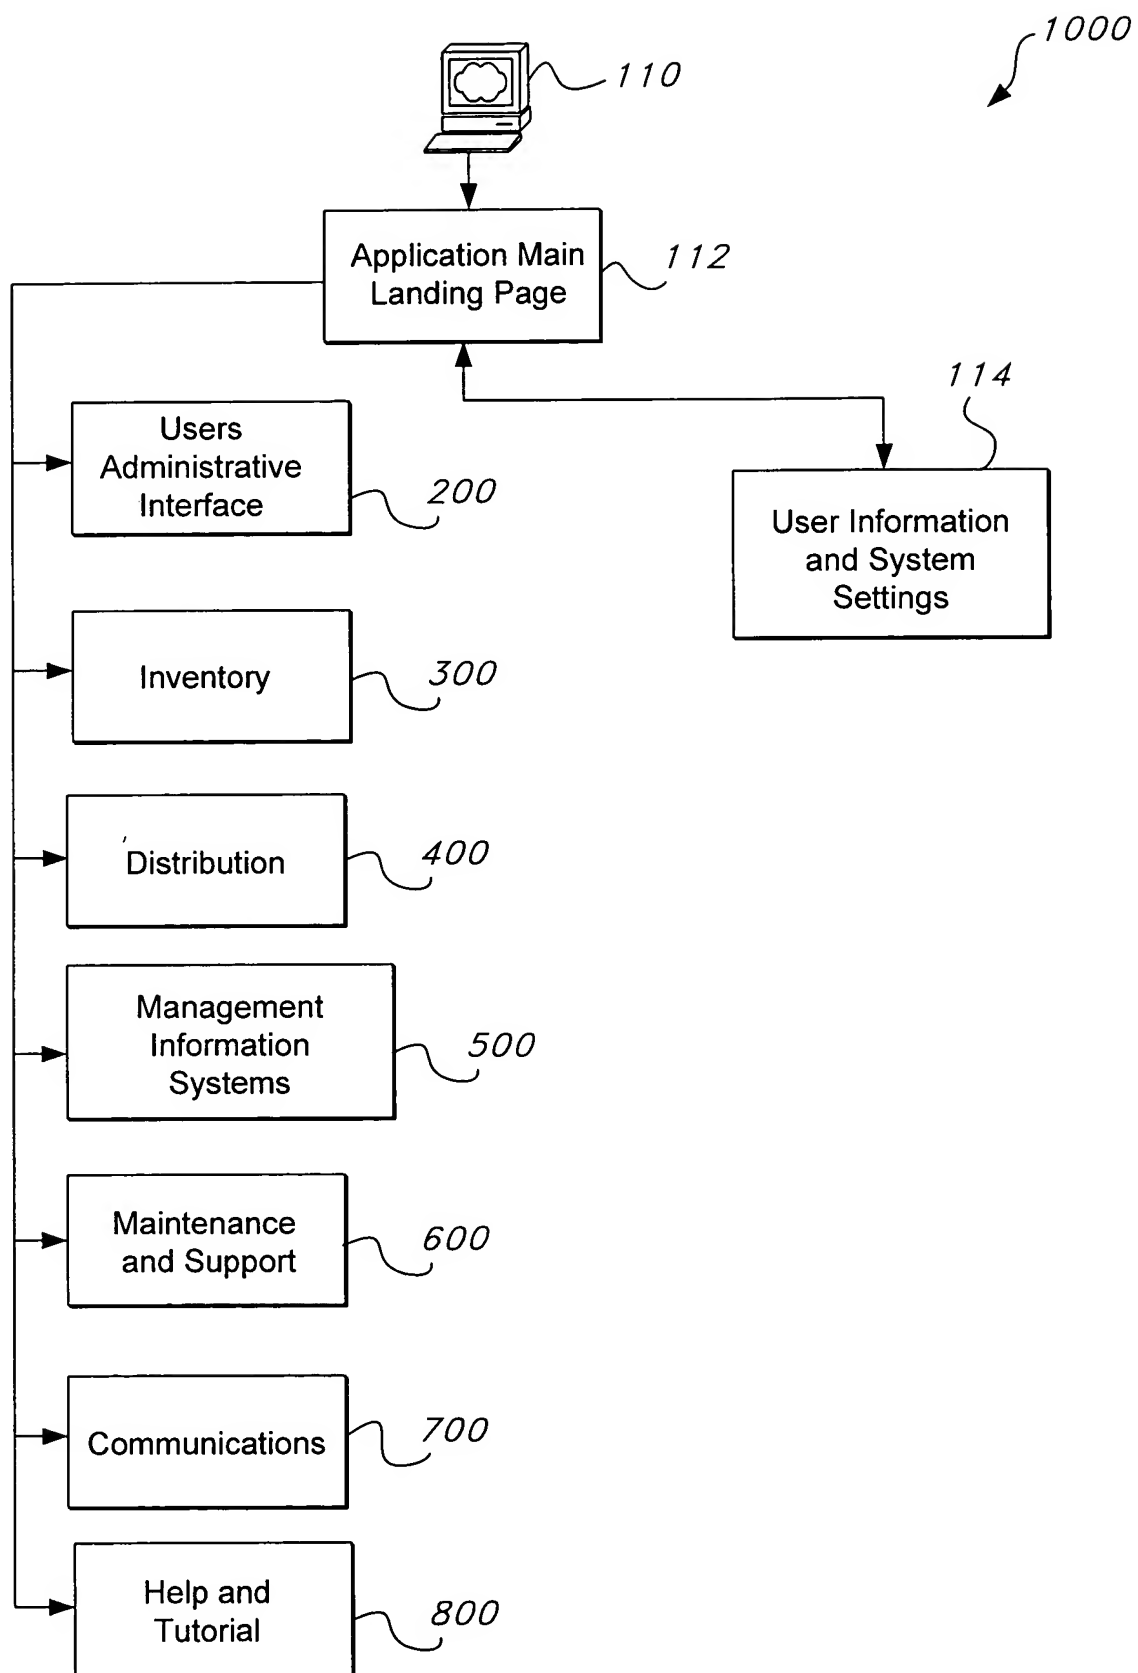 1000
110
Application Main
Landing Page
112
114
Users
Administrative
Interface
200
User Information
and System
Settings
Inventory
300
Distribution
400
Management
Information
Systems
500
Maintenance
and Support
600
Communications
700
Help and
Tutorial
800